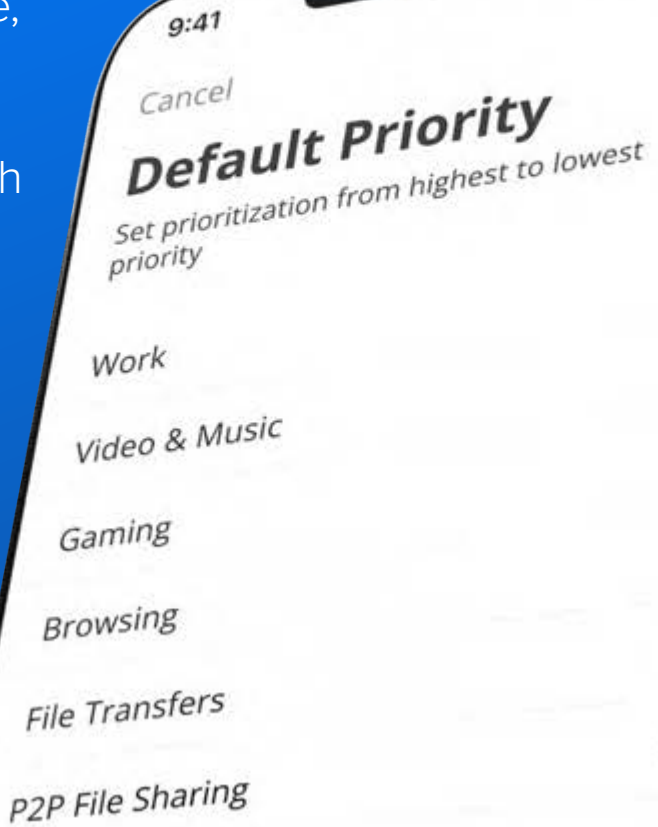 e,
h
9:41
Cancel
Default Priority
Set prioritization from highest to lowest
priority
Work
Video & Music
Gaming
Browsing
File Transfers
P2P File Sharing